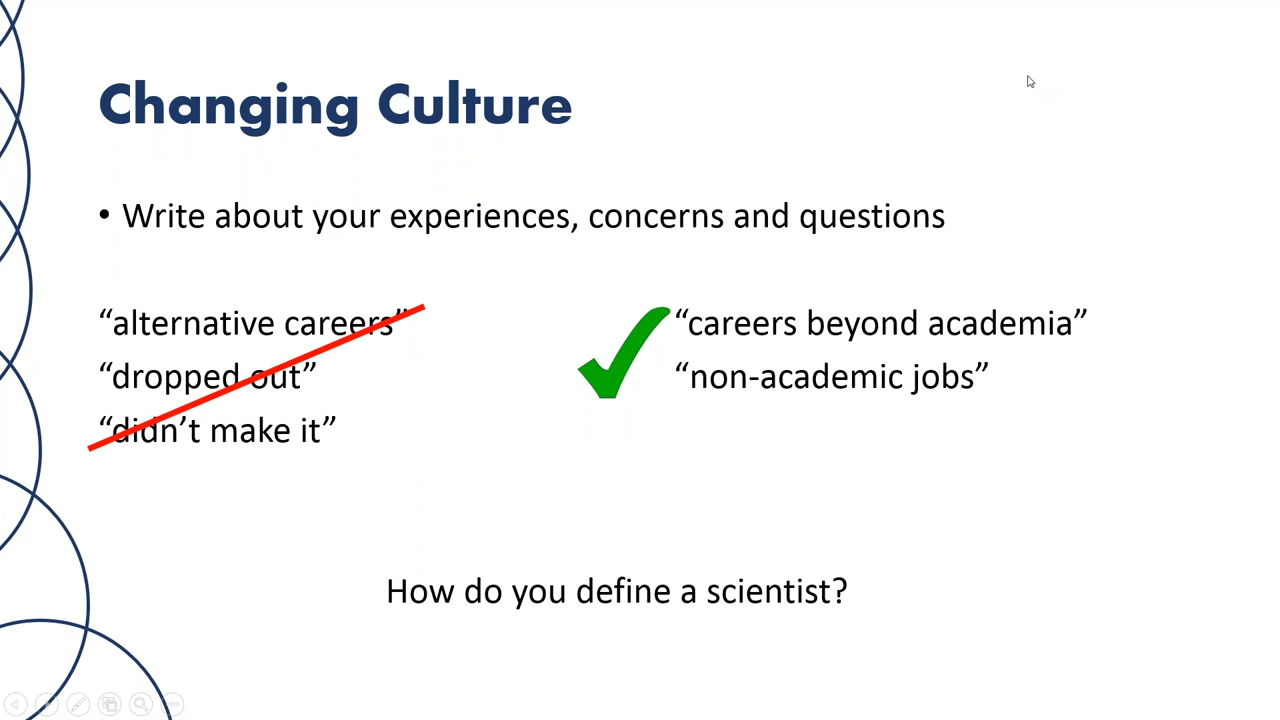 Changing Culture
• Write about your experiences, concerns and questions
“alternative careers”
“dropped out”
“didn’t make it”
“careers beyond academia”
“non-academic jobs”
How do you define a scientist?